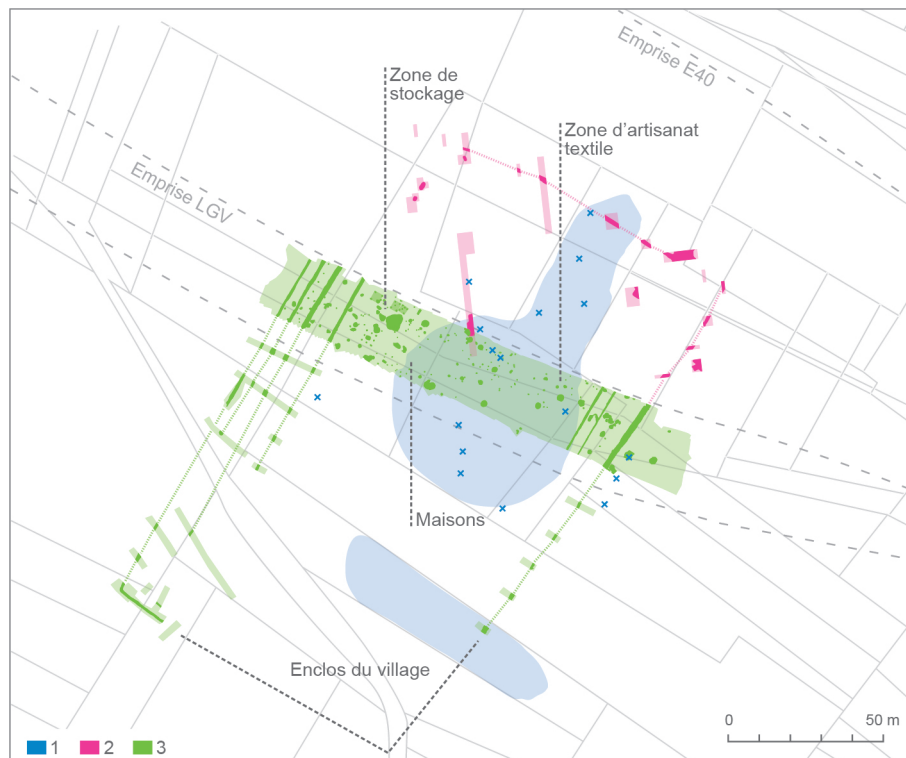 Emprise E40
Zone de
stockage
Zone d’artisanat
textile
Emprise LGV
Maisons
Enclos du village
0
50 m
1
2
3